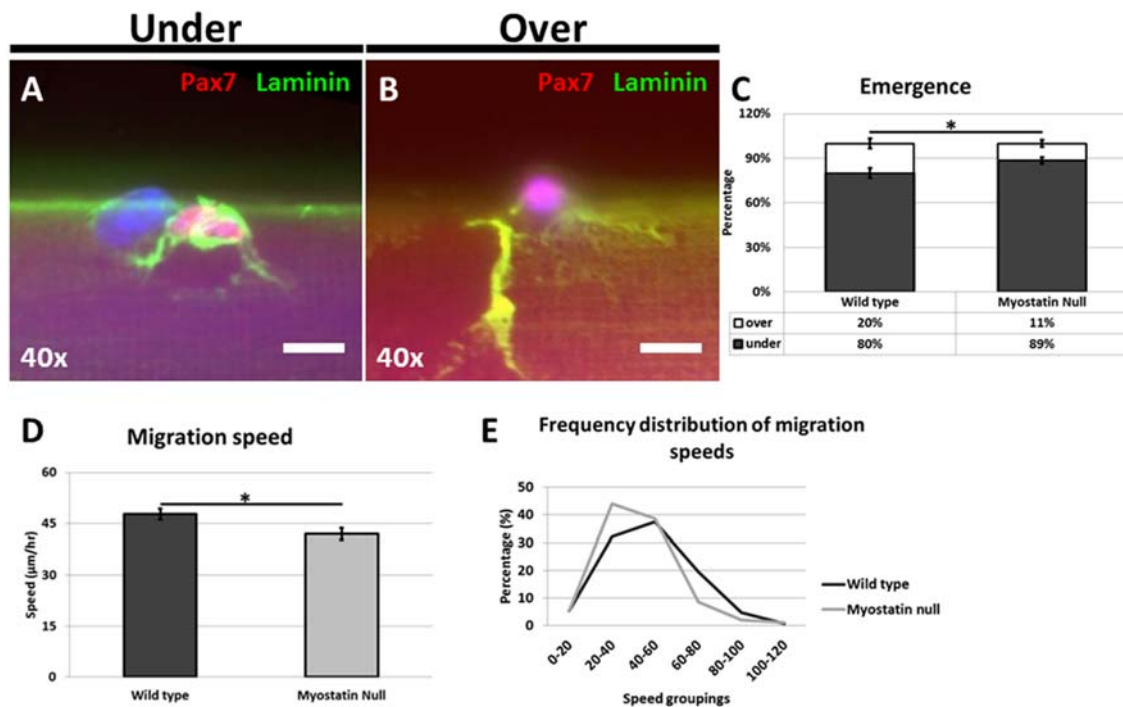 Under
Over
A
Pax7 Laminin
40x
B
Pax7 Laminin
C
Emergence
*
120%
90%
60%
30%
0%
Percentage
Wild type
Myostatin Null
over 20% 11%
under 80% 89%
D
Migration speed
*
60
45
30
15
0
Speed (µm/hr)
Wild type
Myostatin Null
E
Frequency distribution of migration
speeds
50
40
30
20
10
0
Percentage (%)
0-20
20-40
40-60
60-80
80-100
100-120
Speed groupings
Wild type
Myostatin null